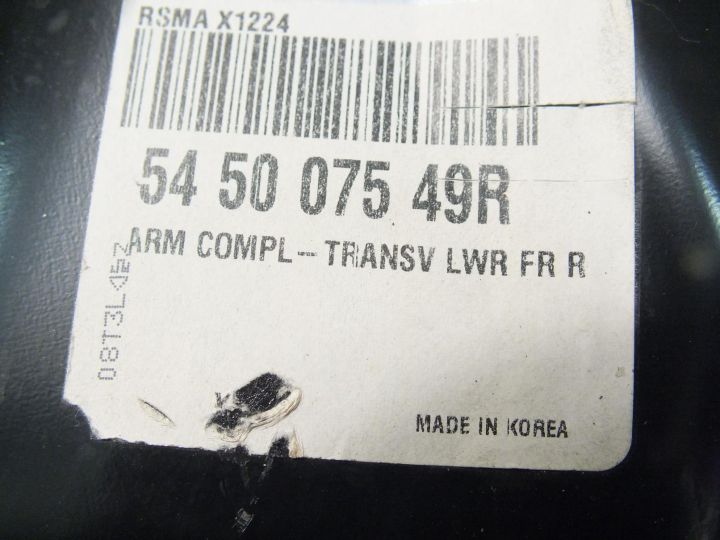 RSMA X1224
54 50 075 49R
ARM COMPL-TRANSV LWR FR R
MADE IN KOREA